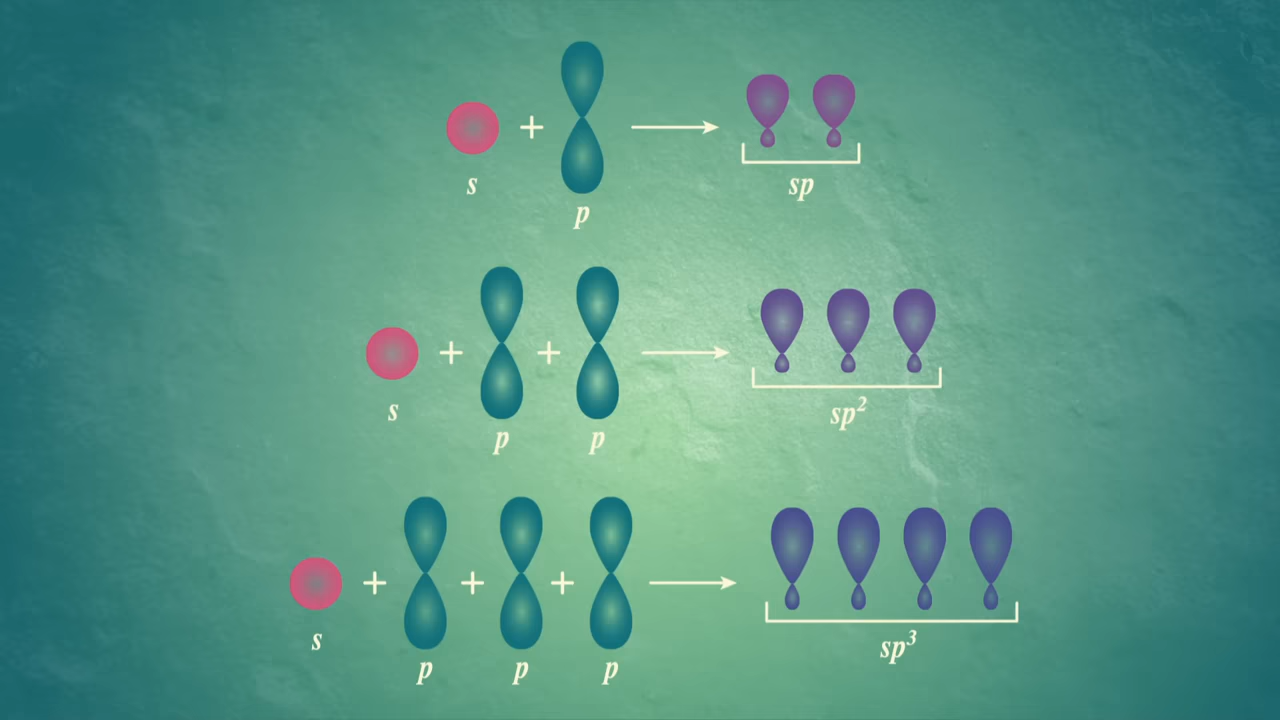 s + p → sp
s + p + p → sp²
s + p + p + p → sp³